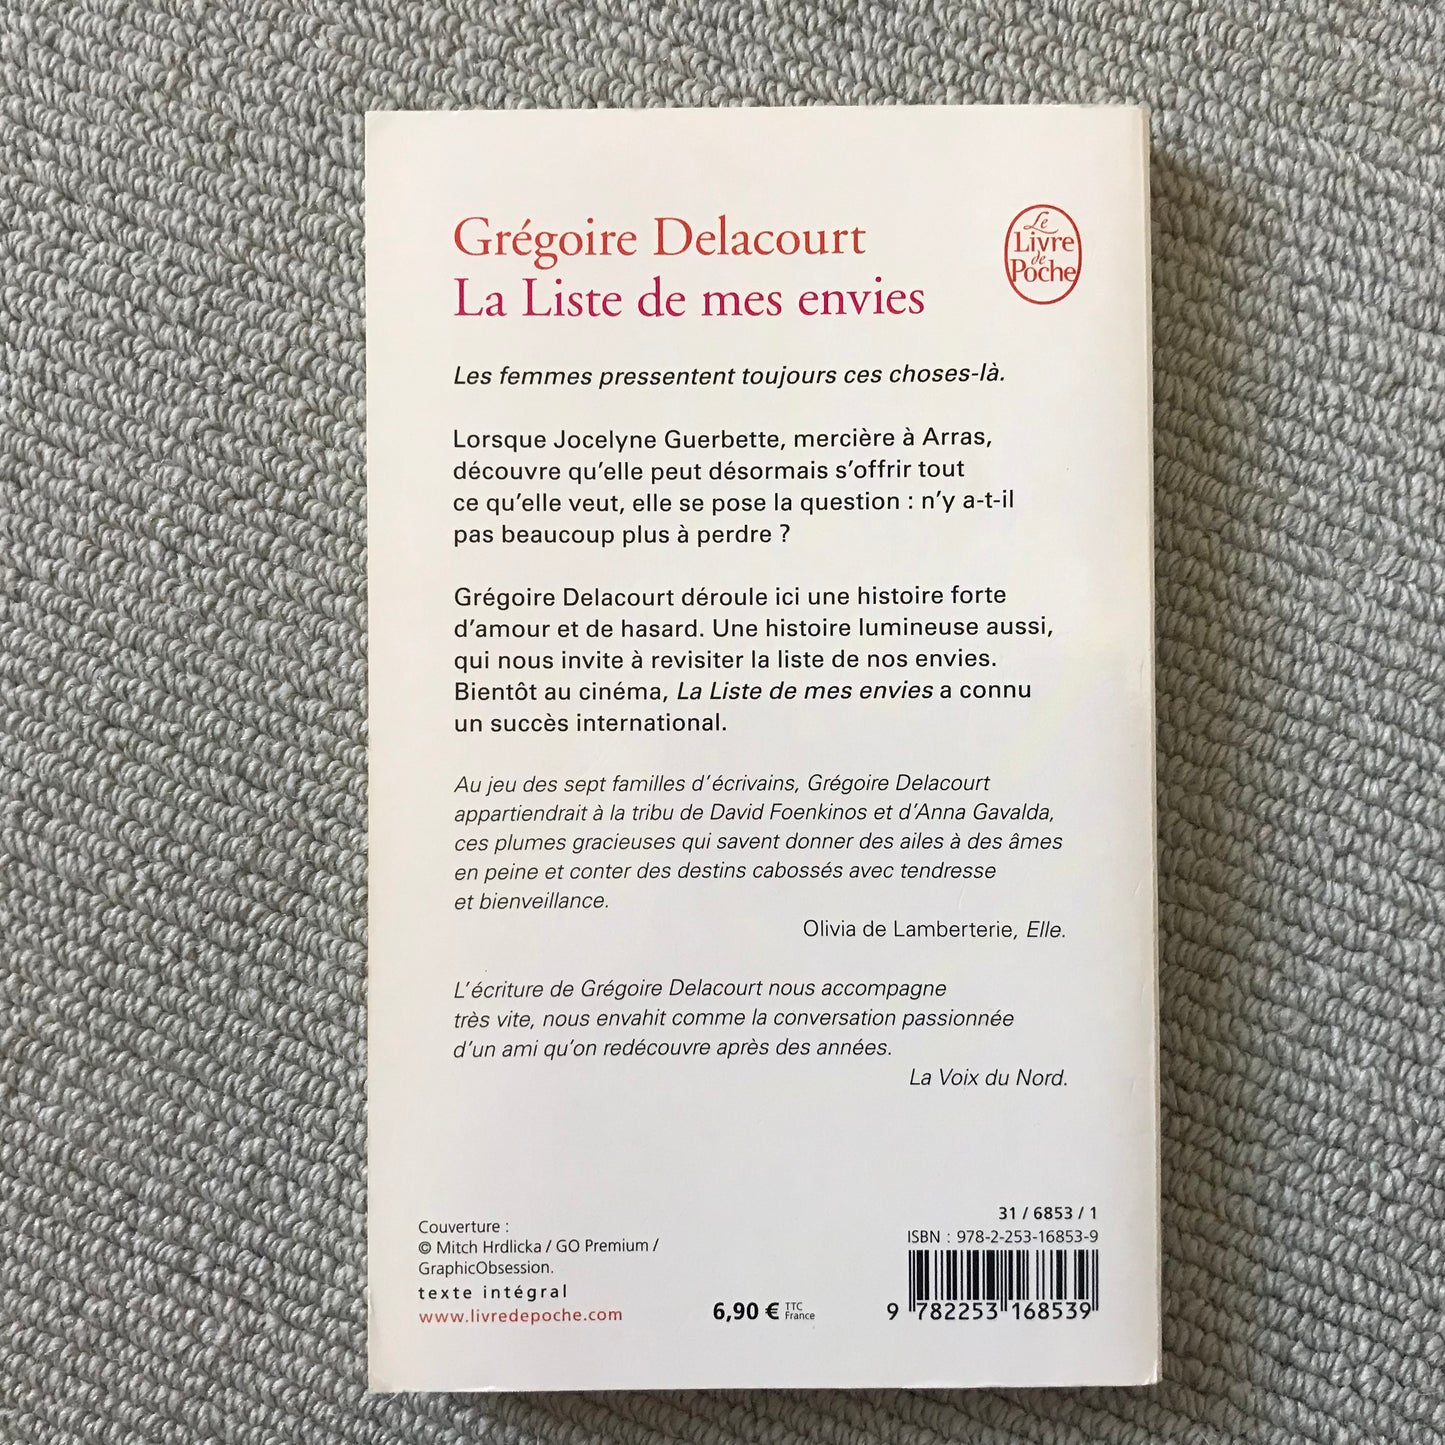 Grégoire Delacourt
La Liste de mes envies
Le
Livre
de
Poche
Les femmes pressentent toujours ces choses-là.
Lorsque Jocelyne Guerbette, mercière à Arras,
découvre qu'elle peut désormais s'offrir tout
ce qu'elle veut, elle se pose la question : n'y a-t-il
pas beaucoup plus à perdre ?
Grégoire Delacourt déroule ici une histoire forte
d'amour et de hasard. Une histoire lumineuse aussi,
qui nous invite à revisiter la liste de nos envies.
Bientôt au cinéma, La Liste de mes envies a connu
un succès international.
Au jeu des sept familles d'écrivains, Grégoire Delacourt
appartiendrait à la tribu de David Foenkinos et d'Anna Gavalda,
ces plumes gracieuses qui savent donner des ailes à des âmes
en peine et conter des destins cabossés avec tendresse
et bienveillance.
Olivia de Lamberterie, Elle.
L'écriture de Grégoire Delacourt nous accompagne
très vite, nous envahit comme la conversation passionnée
d'un ami qu'on redécouvre après des années.
La Voix du Nord.
Couverture :
© Mitch Hrdlicka / GO Premium /
GraphicObsession.
texte intégral
www.livredepoche.com
6,90 € TTC
France
31 / 6853 / 1
ISBN : 978-2-253-16853-9
9 782253 168539